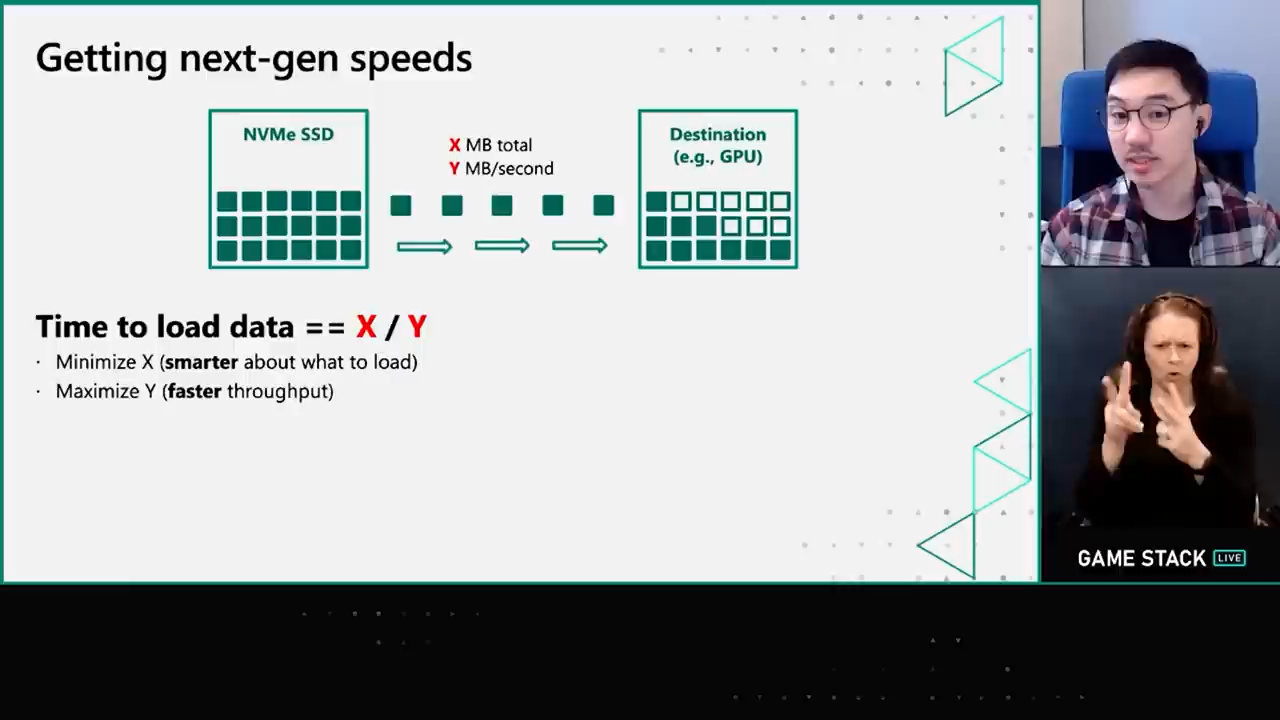 Getting next-gen speeds
NVMe SSD
X MB total
Y MB/second
Destination
(e.g., GPU)
Time to load data == X / Y
· Minimize X (smarter about what to load)
· Maximize Y (faster throughput)
GAME STACK LIVE